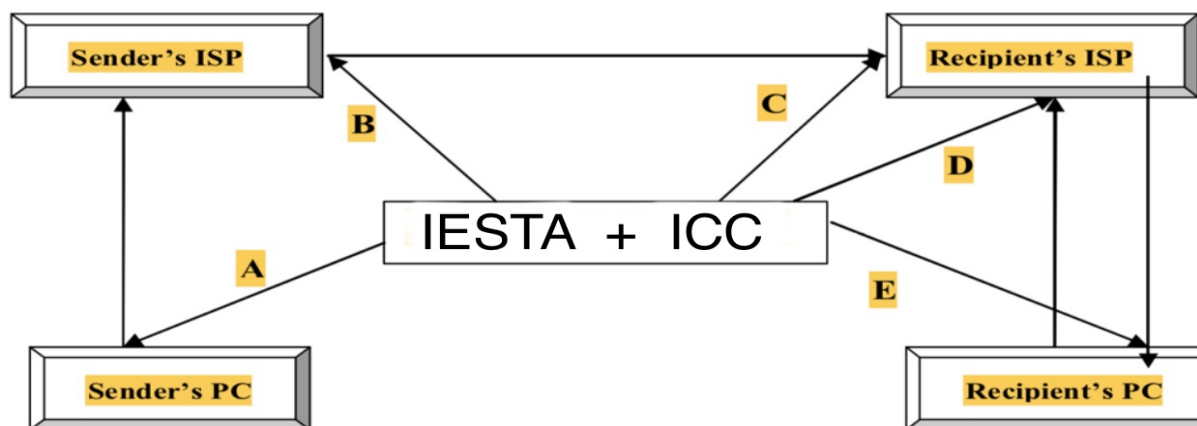 Sender’s ISP
Recipient’s ISP
B
C
D
IESTA + ICC
A
E
Sender’s PC
Recipient’s PC